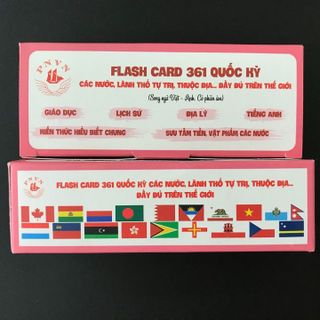 PNVN
FLASH CARD 361 QUỐC KỲ
CÁC NƯỚC, LÃNH THỔ TỰ TRỊ, THUỘC ĐỊA... ĐẦY ĐỦ TRÊN THẾ GIỚI
(Song ngữ Việt - Anh. Có phiên âm)
GIÁO DỤC LỊCH SỬ ĐỊA LÝ TIẾNG ANH
KIẾN THỨC HIỂU BIẾT CHUNG SƯU TẦM TIỀN, VẬT PHẨM CÁC NƯỚC
PNVN
FLASH CARD 361 QUỐC KỲ CÁC NƯỚC, LÃNH THỔ TỰ TRỊ, THUỘC ĐỊA...
ĐẦY ĐỦ TRÊN THẾ GIỚI